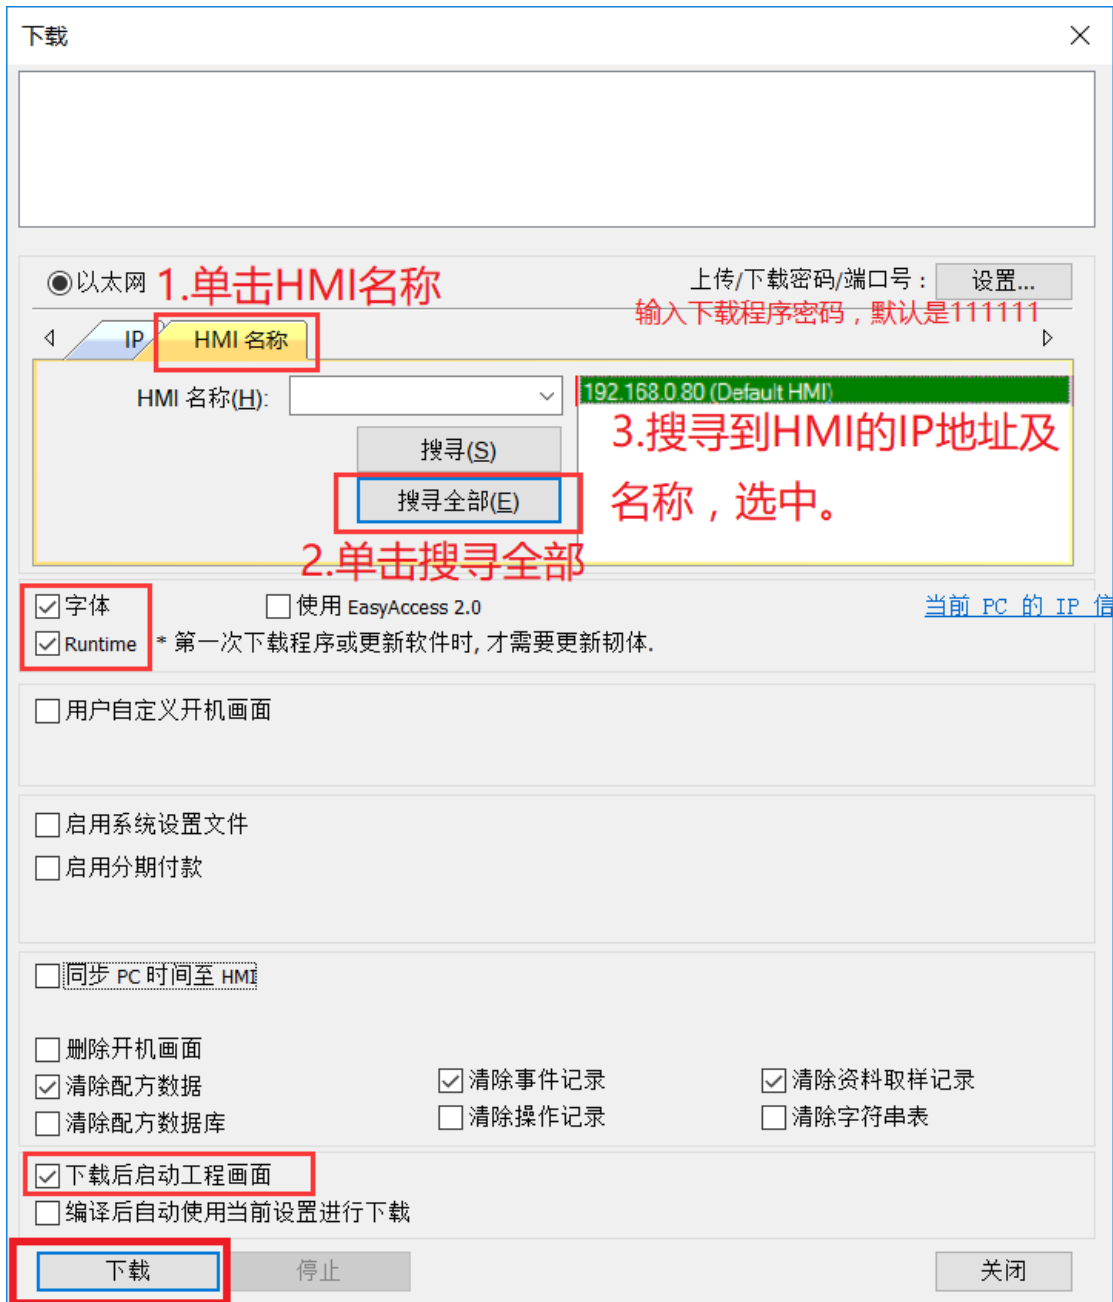 下载
以太网 1.单击HMI名称 上传/下载密码/端口号： 设置...
输入下载程序密码，默认是111111
IP HMI 名称
HMI 名称(H): 192.168.0.80 (Default HMI)
搜寻(S) 3.搜寻到HMI的IP地址及
搜寻全部(E) 名称，选中。
2.单击搜寻全部
字体 使用 EasyAccess 2.0 当前 PC 的 IP 信
Runtime * 第一次下载程序或更新软件时, 才需要更新韧体.
用户自定义开机画面
启用系统设置文件
启用分期付款
同步 PC 时间至 HMI
删除开机画面
清除配方数据 清除事件记录 清除资料取样记录
清除配方数据库 清除操作记录 清除字符串表
下载后启动工程画面
编译后自动使用当前设置进行下载
下载 停止 关闭